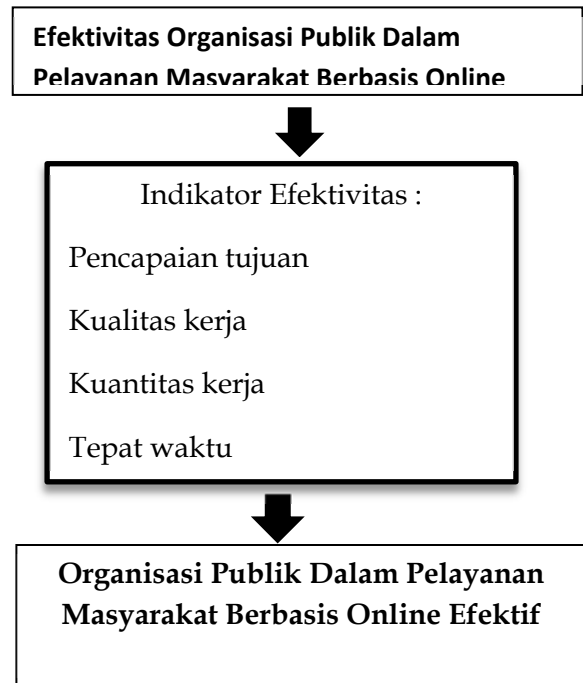 Efektivitas Organisasi Publik Dalam
Pelayanan Masyarakat Berbasis Online
Indikator Efektivitas :
Pencapaian tujuan
Kualitas kerja
Kuantitas kerja
Tepat waktu
Organisasi Publik Dalam Pelayanan
Masyarakat Berbasis Online Efektif